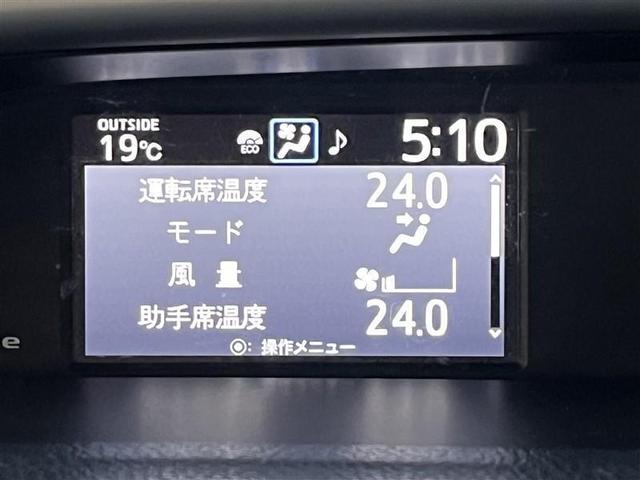 OUTSIDE
19℃ ECO 5:10
運転席温度 24.0
モード
風量
助手席温度 24.0
◎: 操作メニュー
e